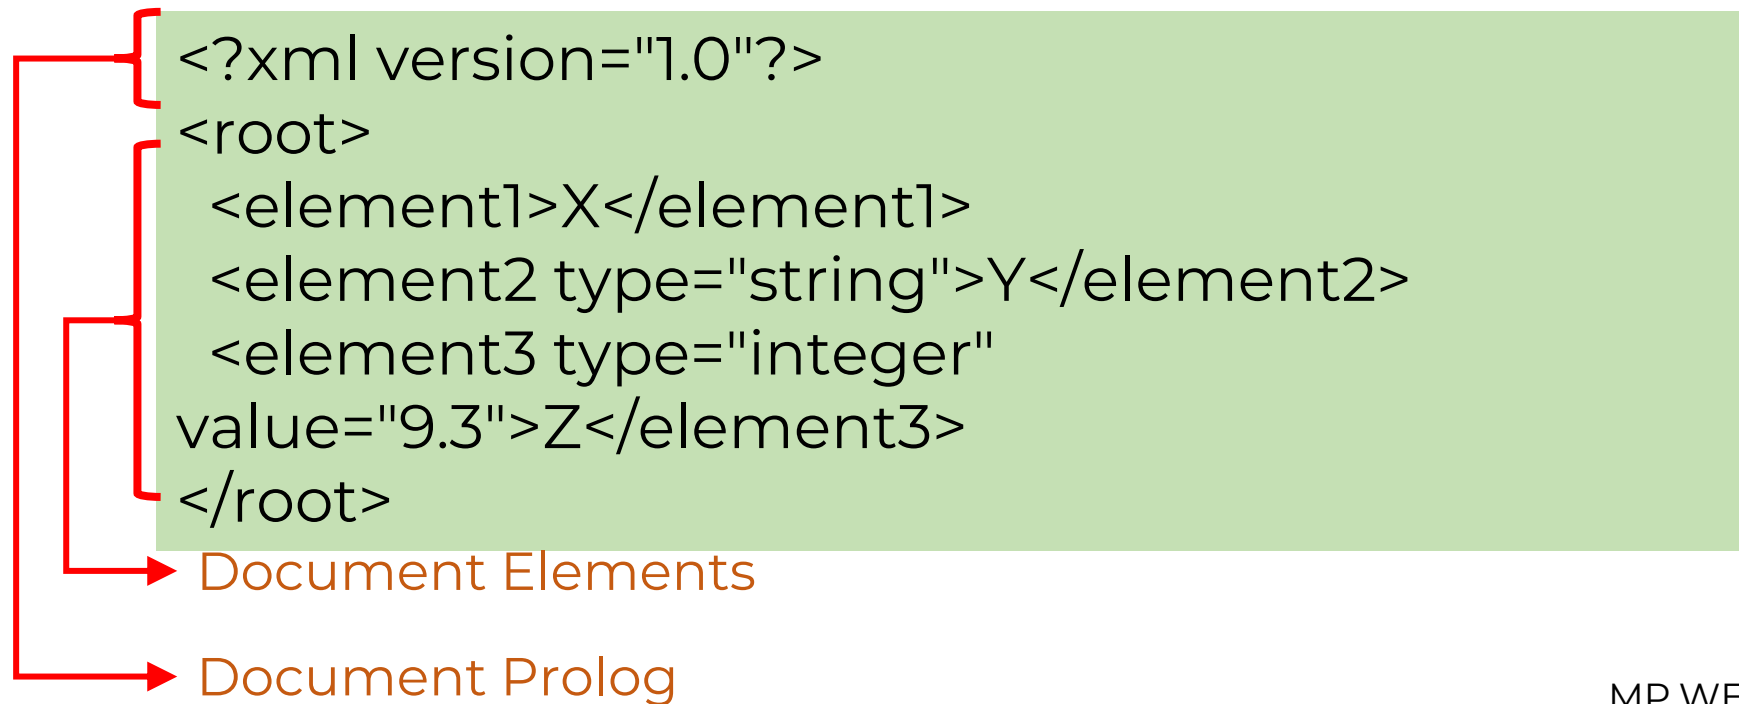 <?xml version="1.0"?>
<root>
<element1>X</element1>
<element2 type="string">Y</element2>
<element3 type="integer"
value="9.3">Z</element3>
</root>
Document Elements
Document Prolog
MP